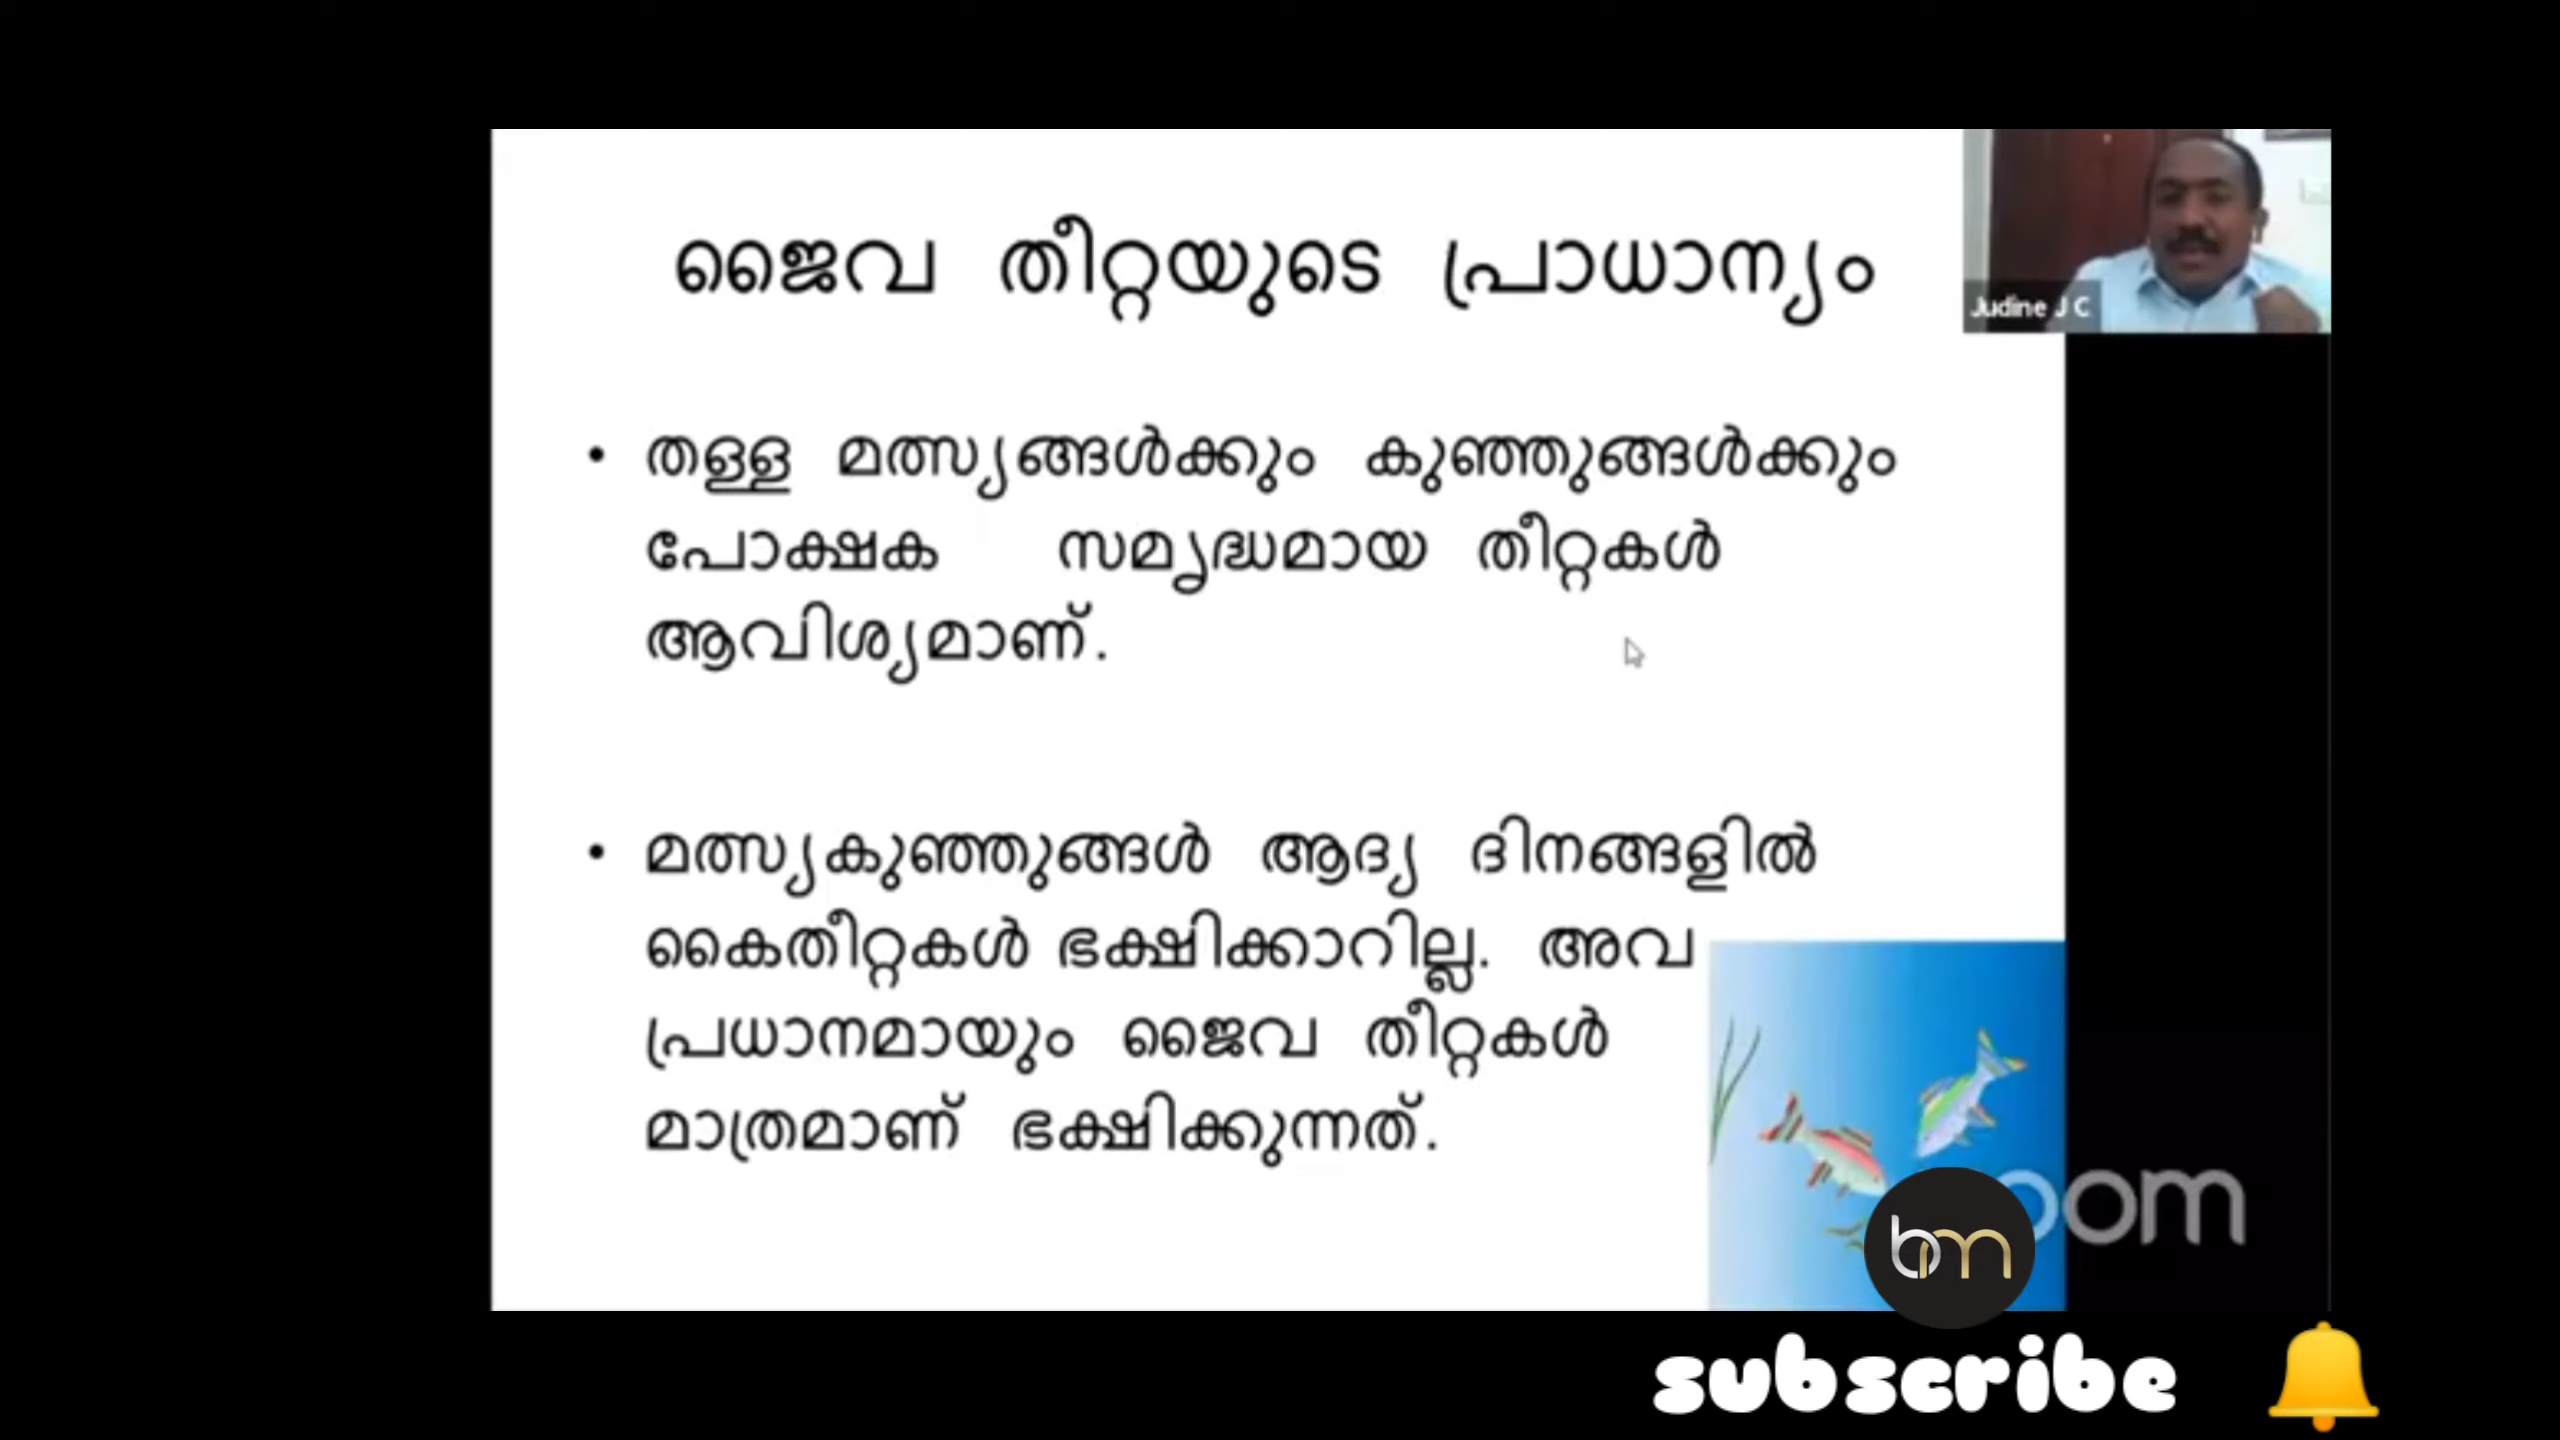 ജൈവ തീറ്റയുടെ പ്രാധാന്യം
Judine J C
• തള്ള മത്സ്യങ്ങൾക്കും കുഞ്ഞുങ്ങൾക്കും
പോക്ഷക സമൃദ്ധമായ തീറ്റകൾ
ആവിശ്യമാണ്.
• മത്സ്യകുഞ്ഞുങ്ങൾ ആദ്യ ദിനങ്ങളിൽ
കൈതീറ്റകൾ ഭക്ഷിക്കാറില്ല. അവ
പ്രധാനമായും ജൈവ തീറ്റകൾ
മാത്രമാണ് ഭക്ഷിക്കുന്നത്.
bm
subscribe